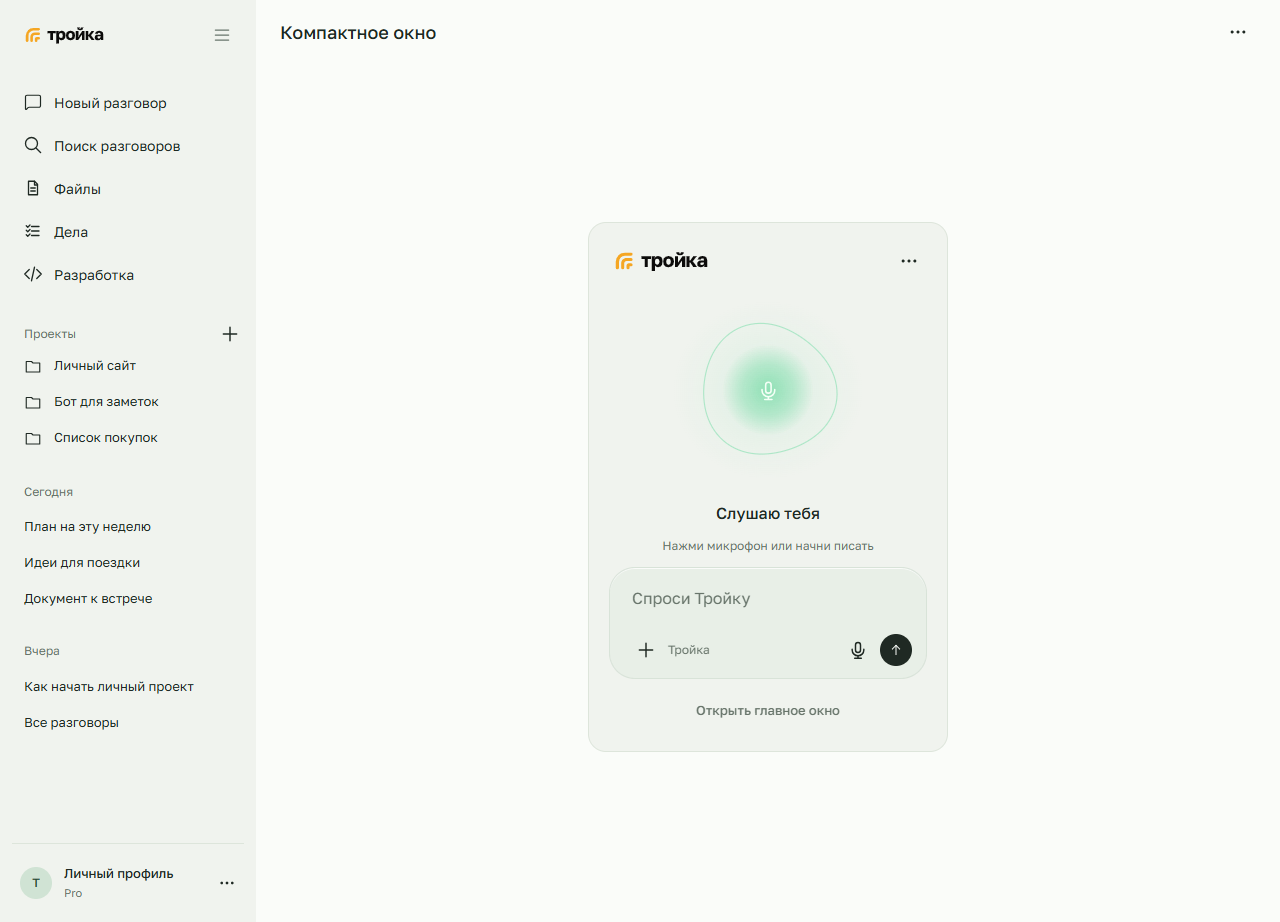 тройка
Новый разговор
Поиск разговоров
Файлы
Дела
Разработка
Проекты
Личный сайт
Бот для заметок
Список покупок
Сегодня
План на эту неделю
Идеи для поездки
Документ к встрече
Вчера
Как начать личный проект
Все разговоры
Т
Личный профиль
Pro
Компактное окно
тройка
Слушаю тебя
Нажми микрофон или начни писать
Спроси Тройку
Тройка
Открыть главное окно